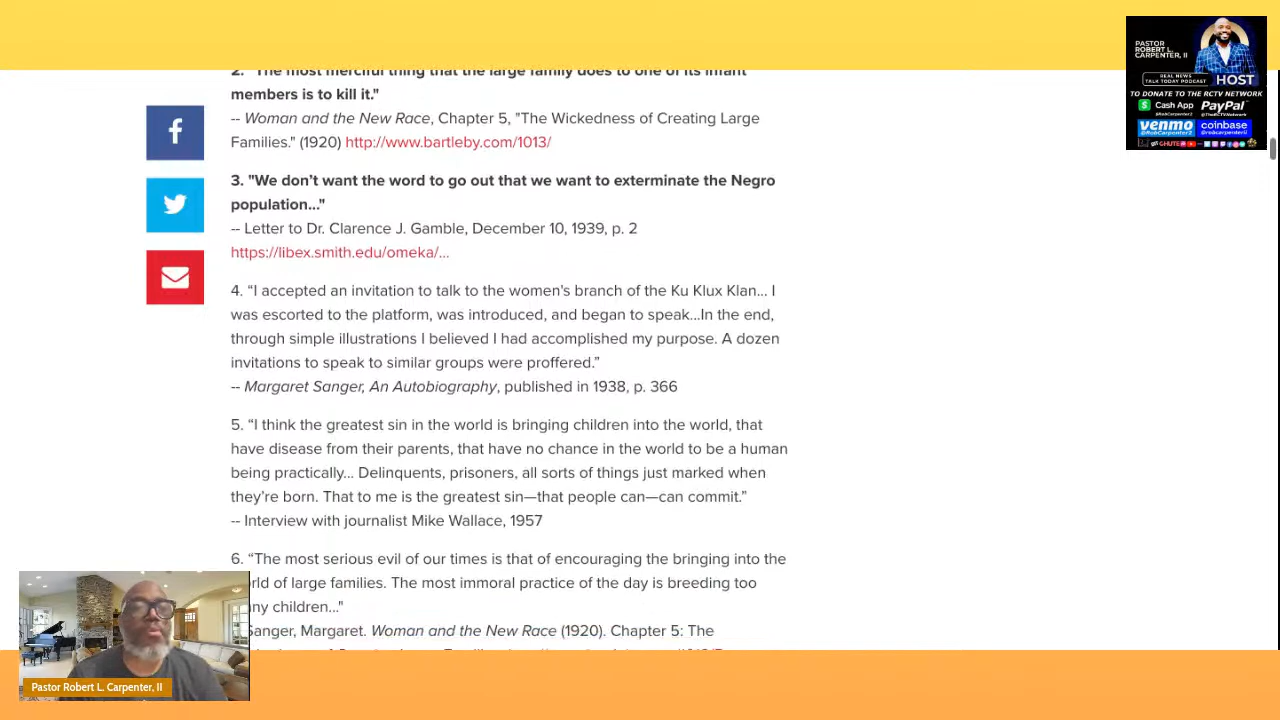 2. "The most merciful thing that the large family does to one of its infant
members is to kill it."
-- Woman and the New Race, Chapter 5, "The Wickedness of Creating Large
Families." (1920) http://www.bartleby.com/1013/
3. "We don’t want the word to go out that we want to exterminate the Negro
population..."
-- Letter to Dr. Clarence J. Gamble, December 10, 1939, p. 2
https://libex.smith.edu/omeka/...
4. “I accepted an invitation to talk to the women's branch of the Ku Klux Klan... I
was escorted to the platform, was introduced, and began to speak...In the end,
through simple illustrations I believed I had accomplished my purpose. A dozen
invitations to speak to similar groups were proffered.”
-- Margaret Sanger, An Autobiography, published in 1938, p. 366
5. “I think the greatest sin in the world is bringing children into the world, that
have disease from their parents, that have no chance in the world to be a human
being practically... Delinquents, prisoners, all sorts of things just marked when
they’re born. That to me is the greatest sin—that people can—can commit.”
-- Interview with journalist Mike Wallace, 1957
6. “The most serious evil of our times is that of encouraging the bringing into the
rld of large families. The most immoral practice of the day is breeding too
ny children..."
Sanger, Margaret. Woman and the New Race (1920). Chapter 5: The
PASTOR
ROBERT L.
CARPENTER, II
REAL NEWS
TALK TODAY PODCAST
HOST
TO DONATE TO THE RCTV NETWORK
$ Cash App
@RobCarpenter2
PayPal
@TheRCTVNetwork
venmo
@RobCarpenter2
coinbase
@robcarpenterii
Pastor Robert L. Carpenter, II